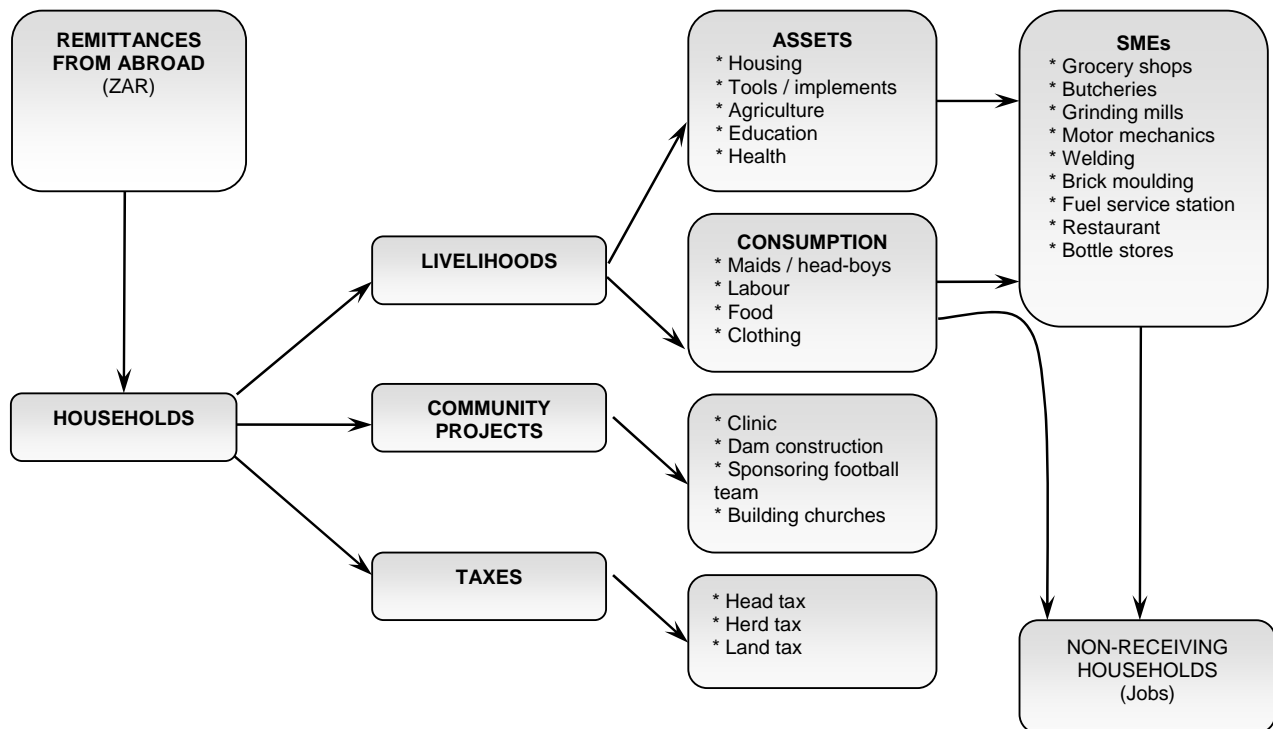 REMITTANCES
FROM ABROAD
(ZAR)
HOUSEHOLDS
LIVELIHOODS
COMMUNITY
PROJECTS
TAXES
ASSETS
* Housing
* Tools / implements
* Agriculture
* Education
* Health
CONSUMPTION
* Maids / head-boys
* Labour
* Food
* Clothing
* Clinic
* Dam construction
* Sponsoring football
team
* Building churches
* Head tax
* Herd tax
* Land tax
SMEs
* Grocery shops
* Butcheries
* Grinding mills
* Motor mechanics
* Welding
* Brick moulding
* Fuel service station
* Restaurant
* Bottle stores
NON-RECEIVING
HOUSEHOLDS
(Jobs)